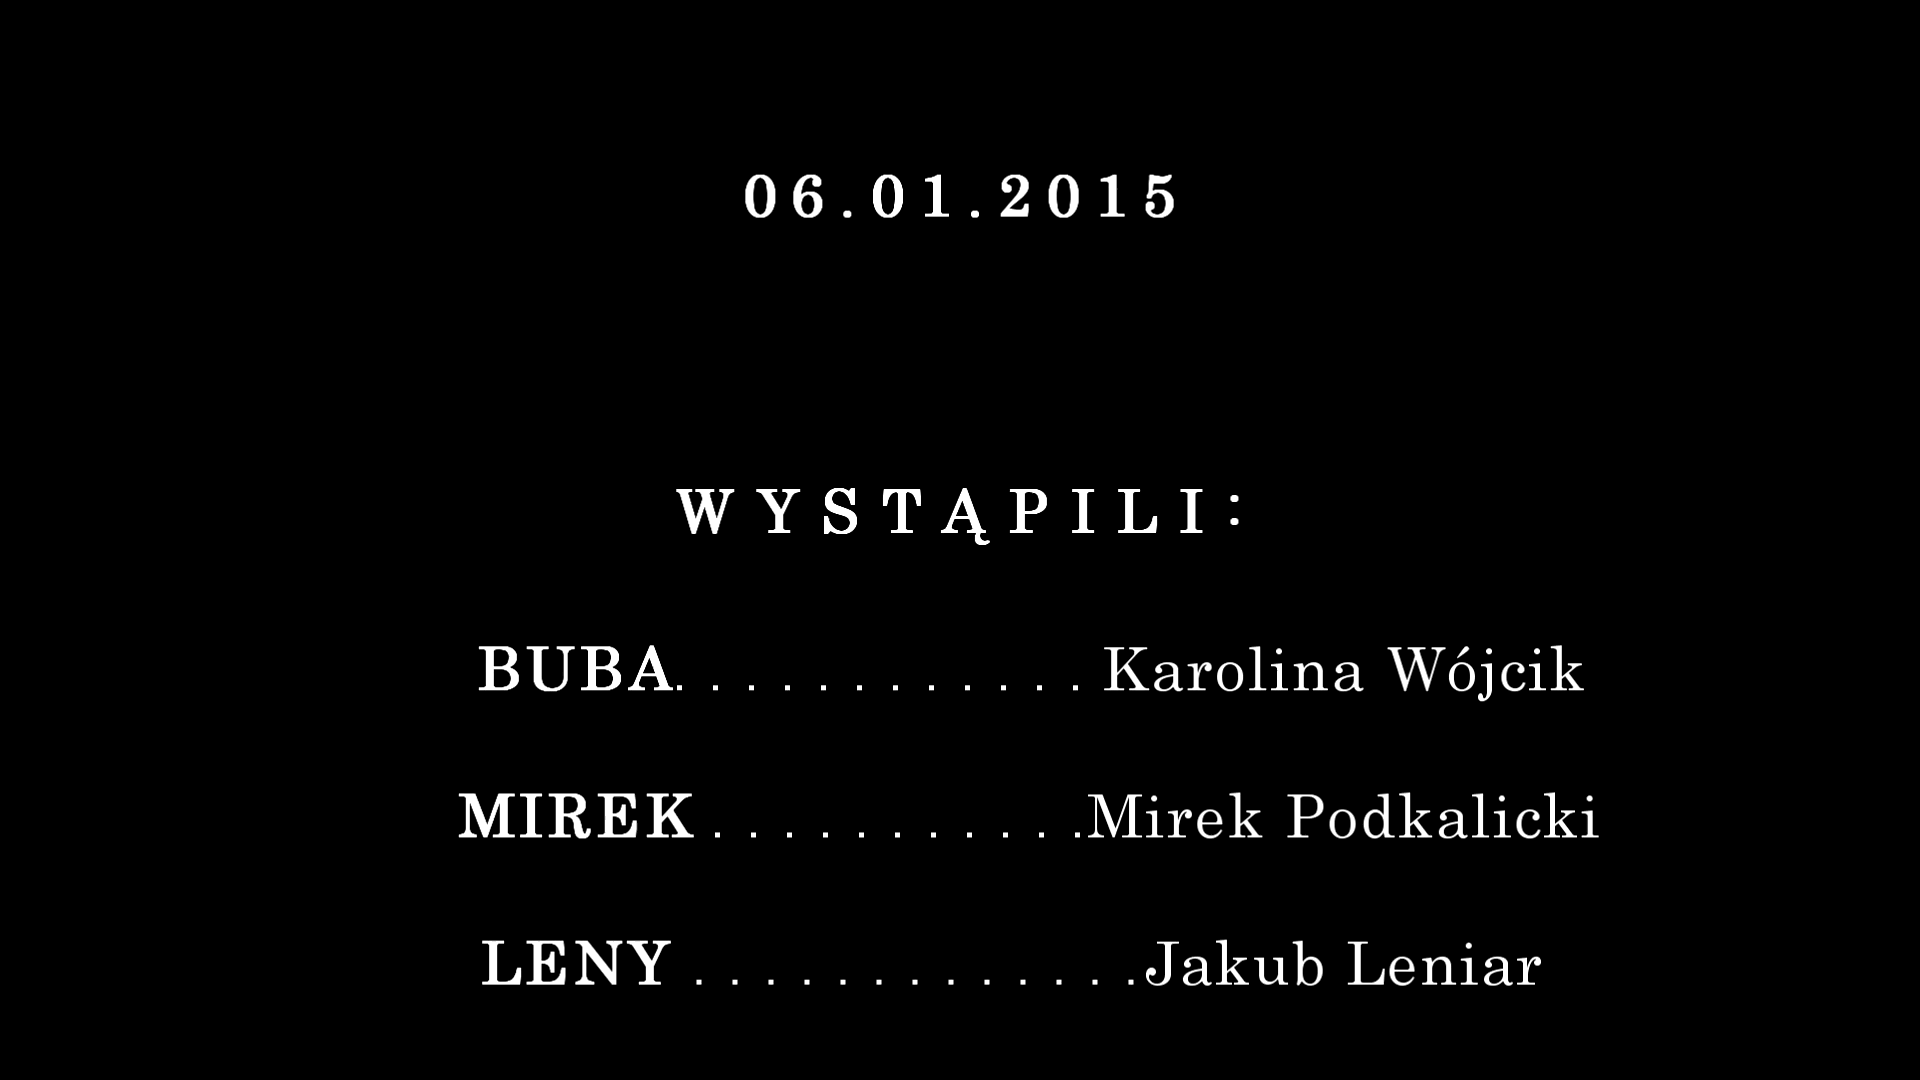 06.01.2015
WYSTĄPILI:
BUBA. . . . . . . . . . . . Karolina Wójcik
MIREK . . . . . . . . . . .Mirek Podkalicki
LENY . . . . . . . . . . . . .Jakub Leniar